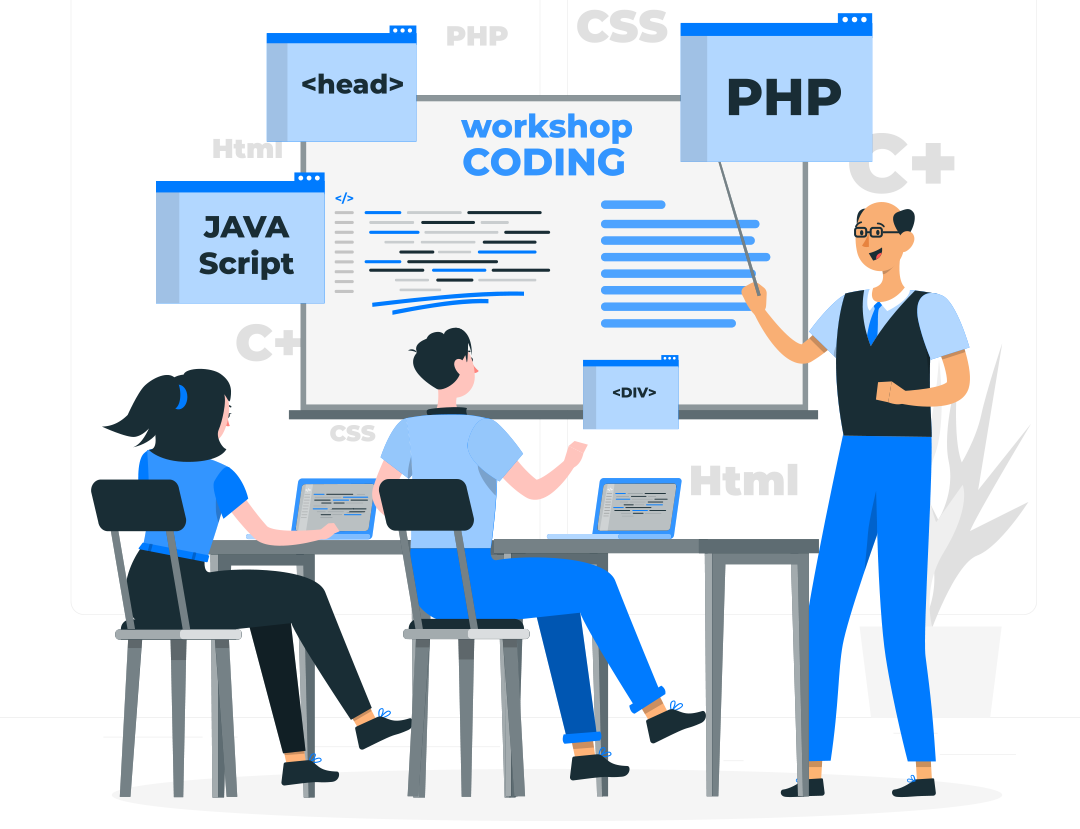 CSS
PHP
<head>
PHP
workshop
CODING
Html
C+
</>
JAVA
Script
C+
<DIV>
CSS
Html